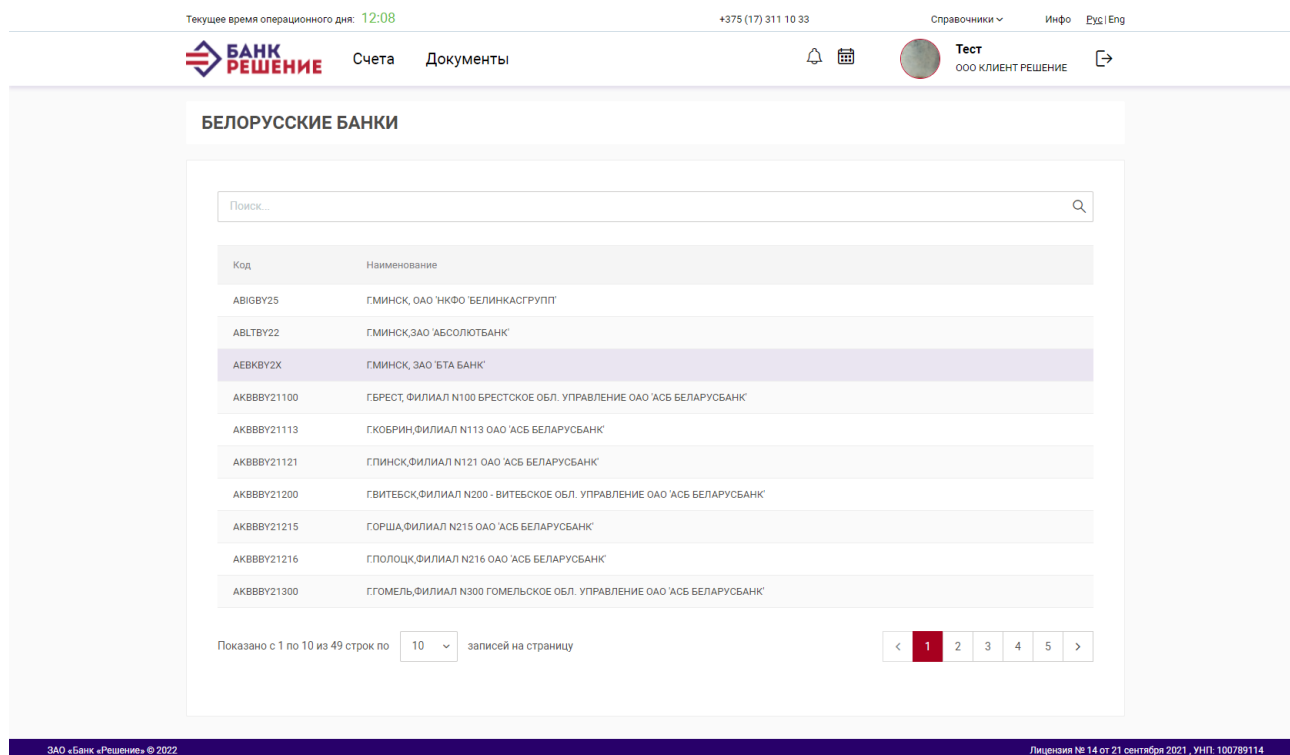 Текущее время операционного дня: 12:08 +375 (17) 311 10 33 Справочники Инфо Рус | Eng
БАНК РЕШЕНИЕ Счета Документы Тест
ООО КЛИЕНТ РЕШЕНИЕ
БЕЛОРУССКИЕ БАНКИ
Поиск...
Код Наименование
ABIGBY25 Г.МИНСК, ОАО 'НКФО 'БЕЛИНКАСГРУПП'
ABLTBY22 Г.МИНСК,ЗАО 'АБСОЛЮТБАНК'
AEBKBY2X Г.МИНСК, ЗАО 'БТА БАНК'
AKBBBY21100 Г.БРЕСТ, ФИЛИАЛ N100 БРЕСТСКОЕ ОБЛ. УПРАВЛЕНИЕ ОАО 'АСБ БЕЛАРУСБАНК'
AKBBBY21113 Г.КОБРИН,ФИЛИАЛ N113 ОАО 'АСБ БЕЛАРУСБАНК'
AKBBBY21121 Г.ПИНСК,ФИЛИАЛ N121 ОАО 'АСБ БЕЛАРУСБАНК'
AKBBBY21200 Г.ВИТЕБСК,ФИЛИАЛ N200 - ВИТЕБСКОЕ ОБЛ. УПРАВЛЕНИЕ ОАО 'АСБ БЕЛАРУСБАНК'
AKBBBY21215 Г.ОРША,ФИЛИАЛ N215 ОАО 'АСБ БЕЛАРУСБАНК'
AKBBBY21216 Г.ПОЛОЦК,ФИЛИАЛ N216 ОАО 'АСБ БЕЛАРУСБАНК'
AKBBBY21300 Г.ГОМЕЛЬ,ФИЛИАЛ N300 ГОМЕЛЬСКОЕ ОБЛ. УПРАВЛЕНИЕ ОАО 'АСБ БЕЛАРУСБАНК'
Показано с 1 по 10 из 49 строк по 10 записей на страницу < 1 2 3 4 5 >
ЗАО «Банк «Решение» © 2022 Лицензия № 14 от 21 сентября 2021 , УНП: 100789114